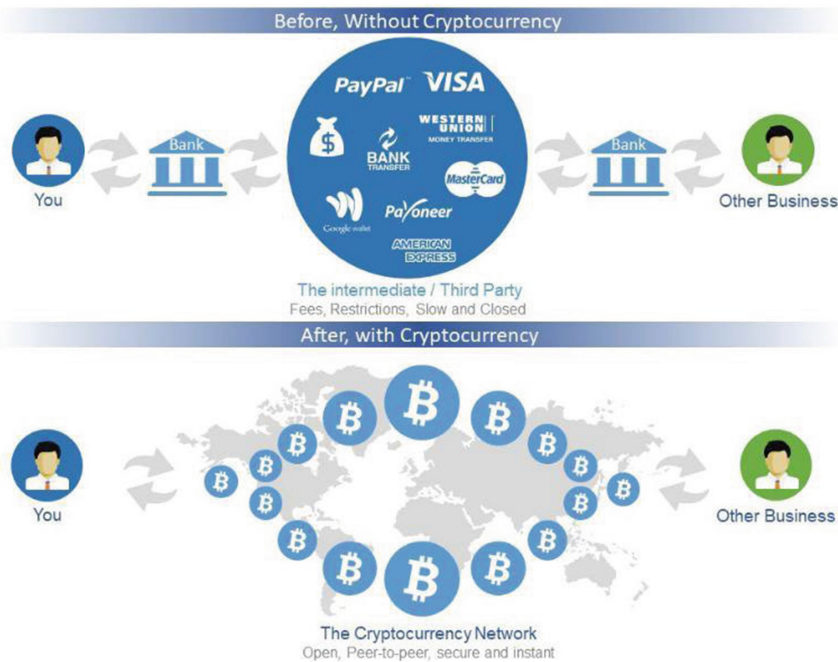 Before, Without Cryptocurrency
PayPal™ VISA
WESTERN
UNION
MONEY TRANSFER
$
BANK
TRANSFER
MasterCard
Google wallet
Payoneer
AMERICAN
EXPRESS
Bank
Bank
You
Other Business
The intermediate / Third Party
Fees, Restrictions, Slow and Closed
After, with Cryptocurrency
You
Other Business
The Cryptocurrency Network
Open, Peer-to-peer, secure and instant